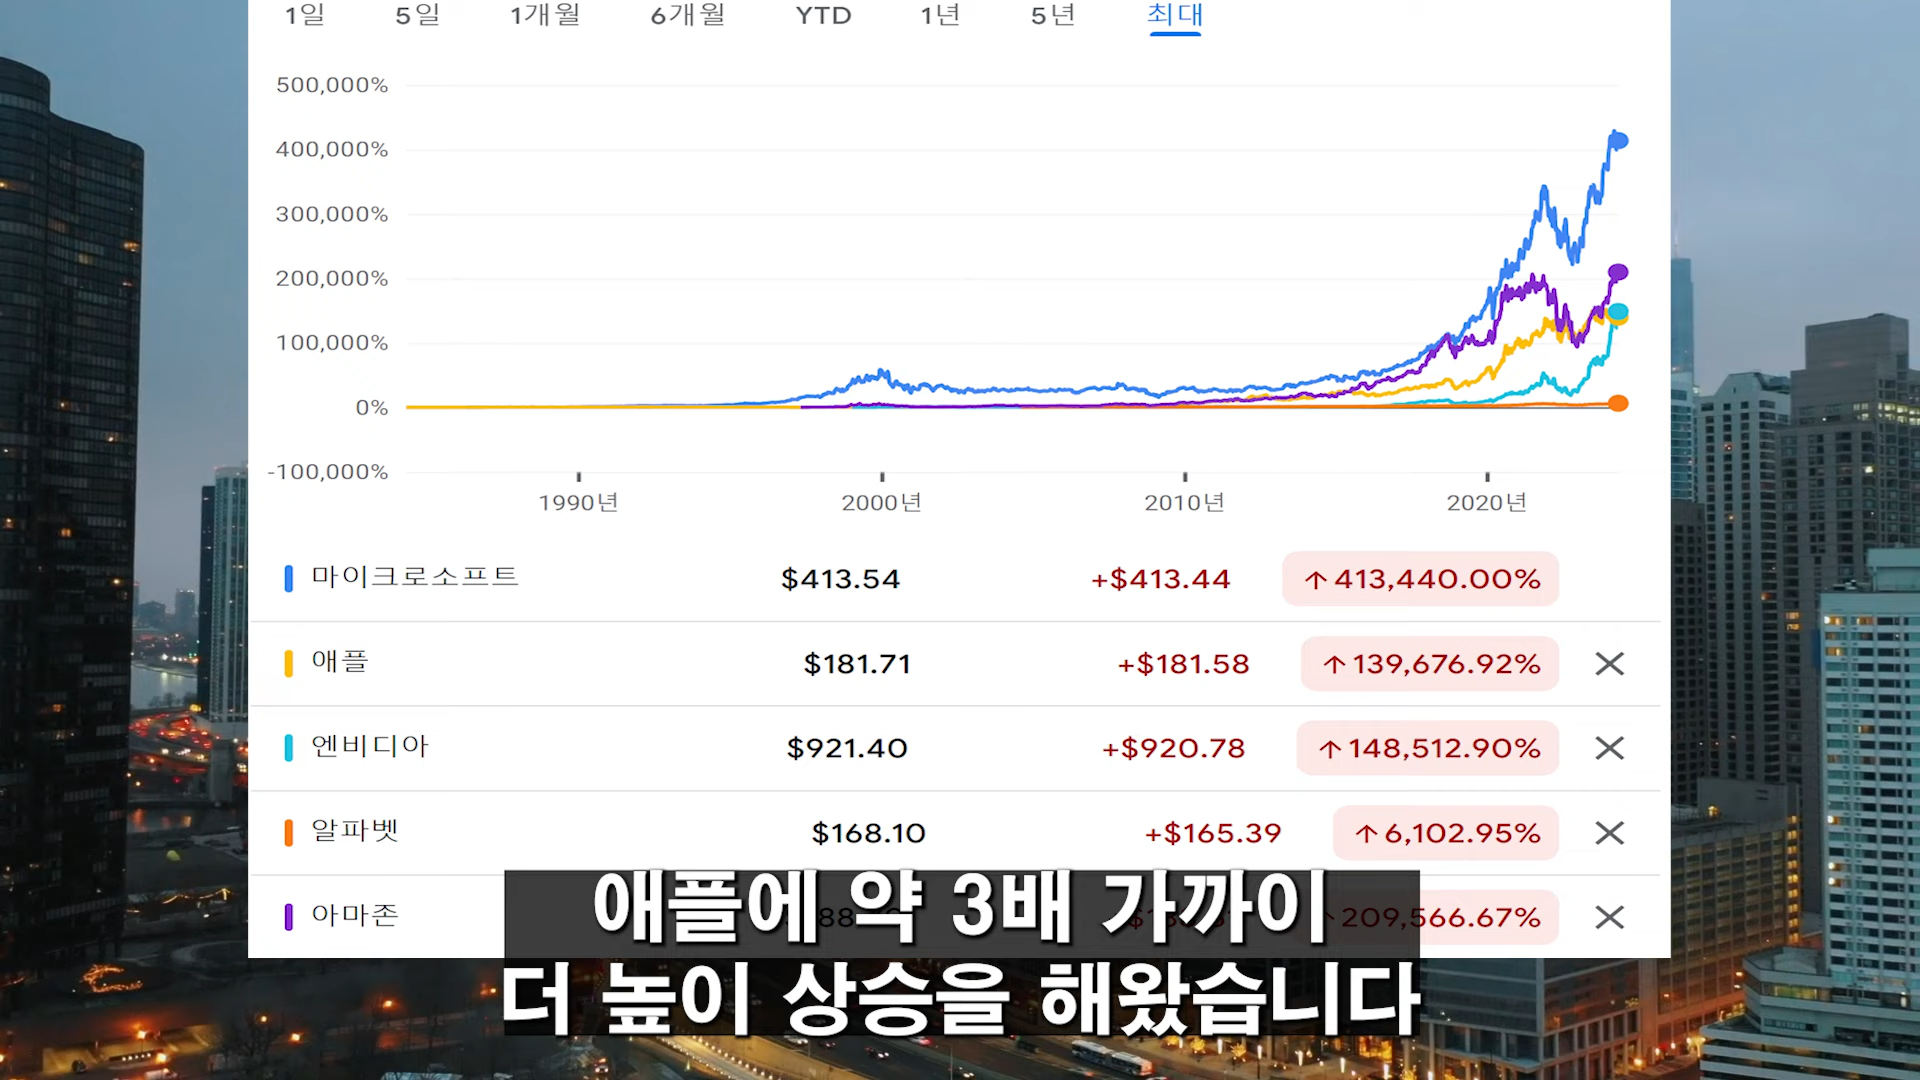 1일 5일 1개월 6개월 YTD 1년 5년 최대
500,000%
400,000%
300,000%
200,000%
100,000%
0%
-100,000%
1990년 2000년 2010년 2020년
마이크로소프트 $413.54 +$413.44 ↑413,440.00%
애플 $181.71 +$181.58 ↑139,676.92%
엔비디아 $921.40 +$920.78 ↑148,512.90%
알파벳 $168.10 +$165.39 ↑6,102.95%
아마존 209,566.67%
애플에 약 3배 가까이
더 높이 상승을 해왔습니다